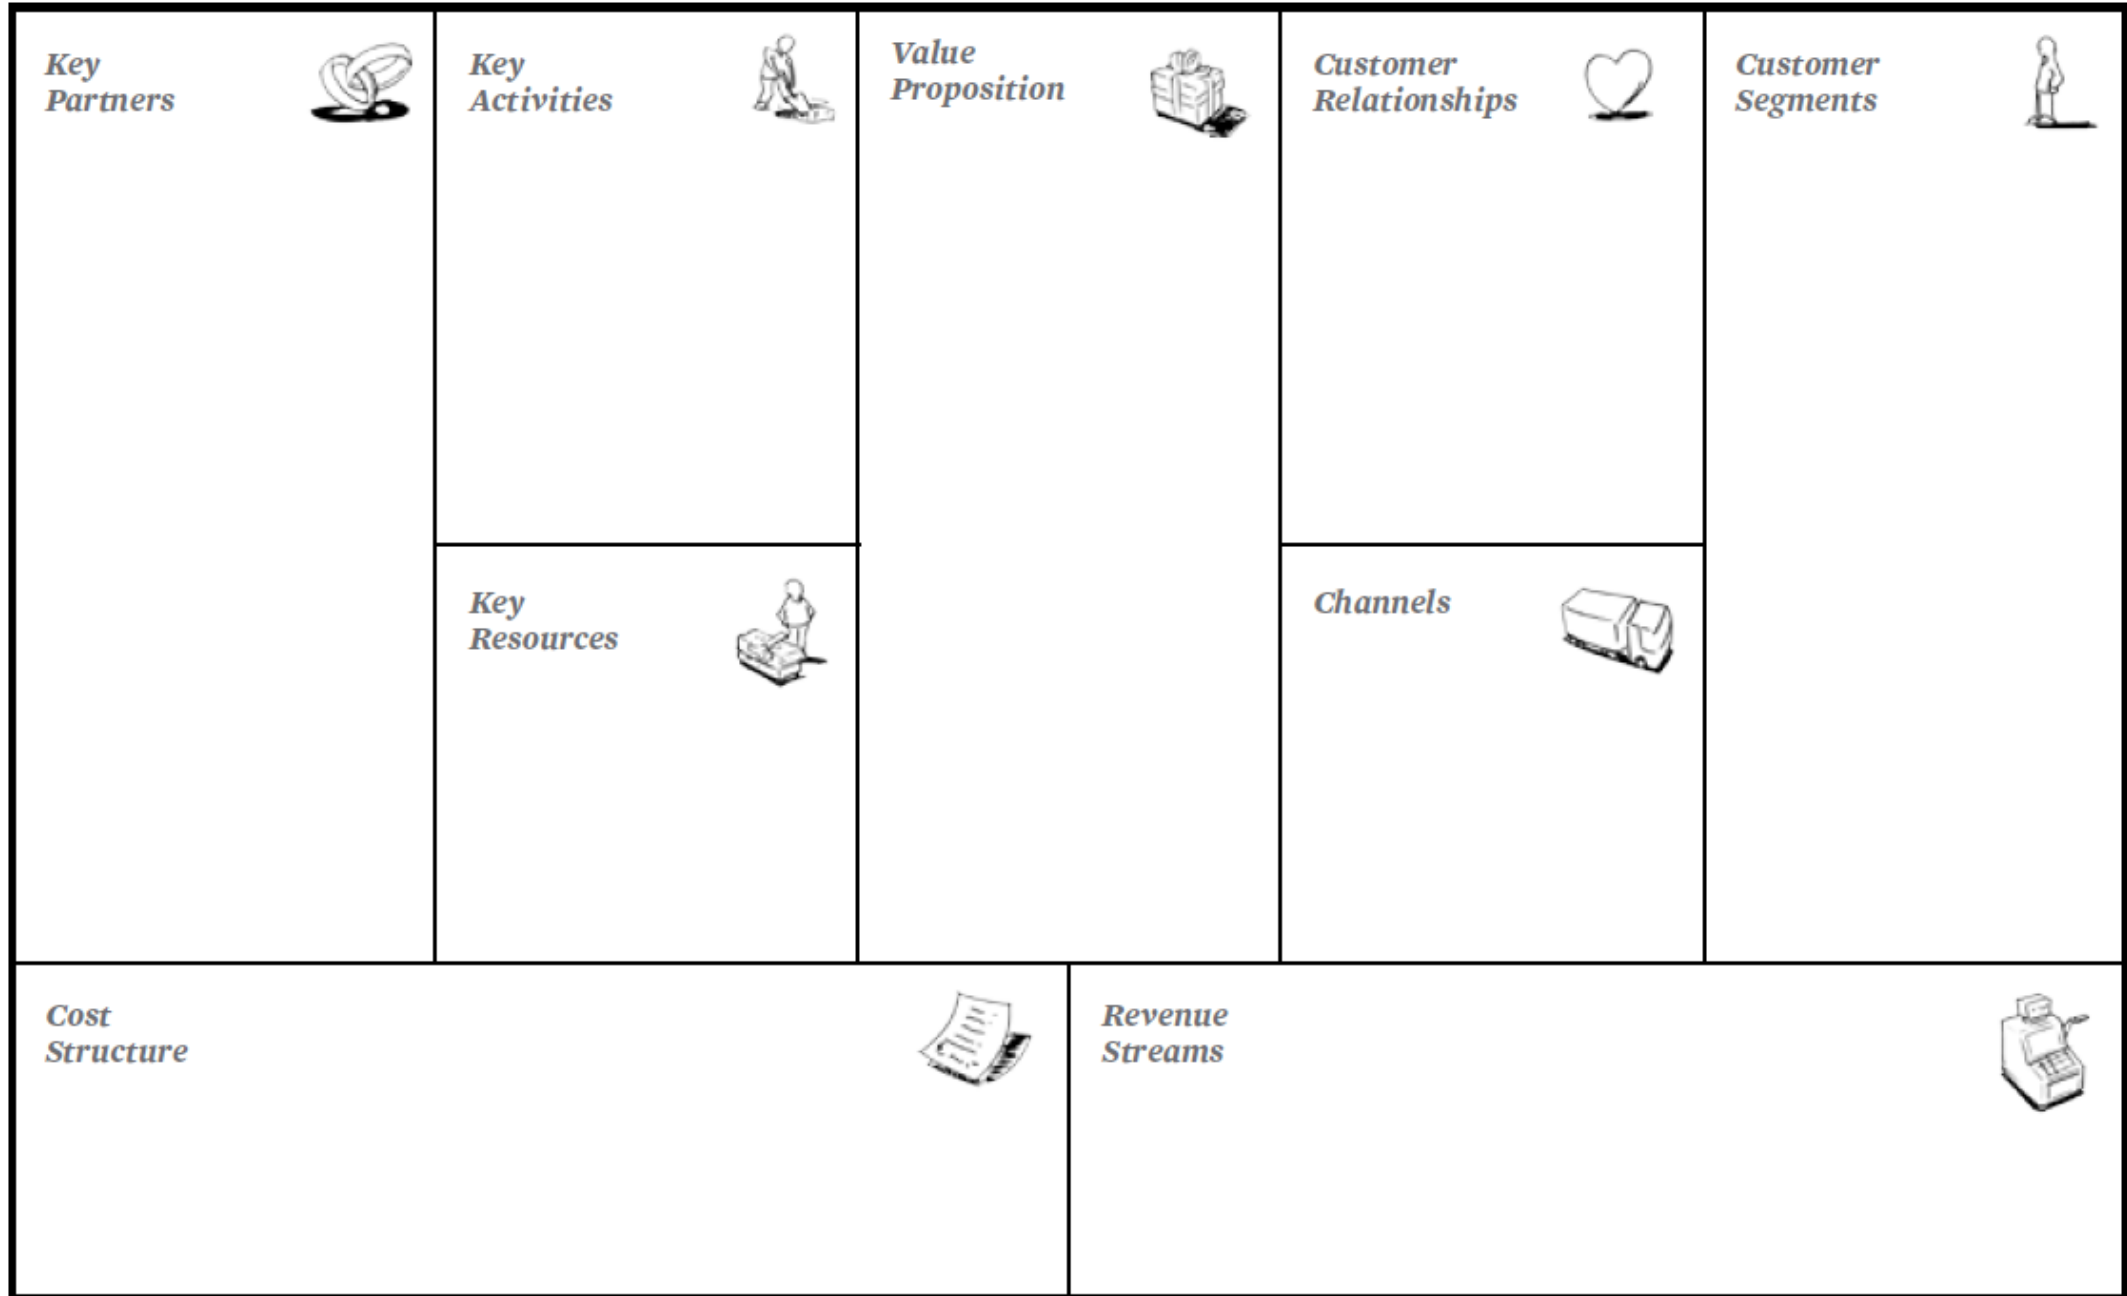 Key
Partners
Key
Activities
Value
Proposition
Customer
Relationships
Customer
Segments
Key
Resources
Channels
Cost
Structure
Revenue
Streams